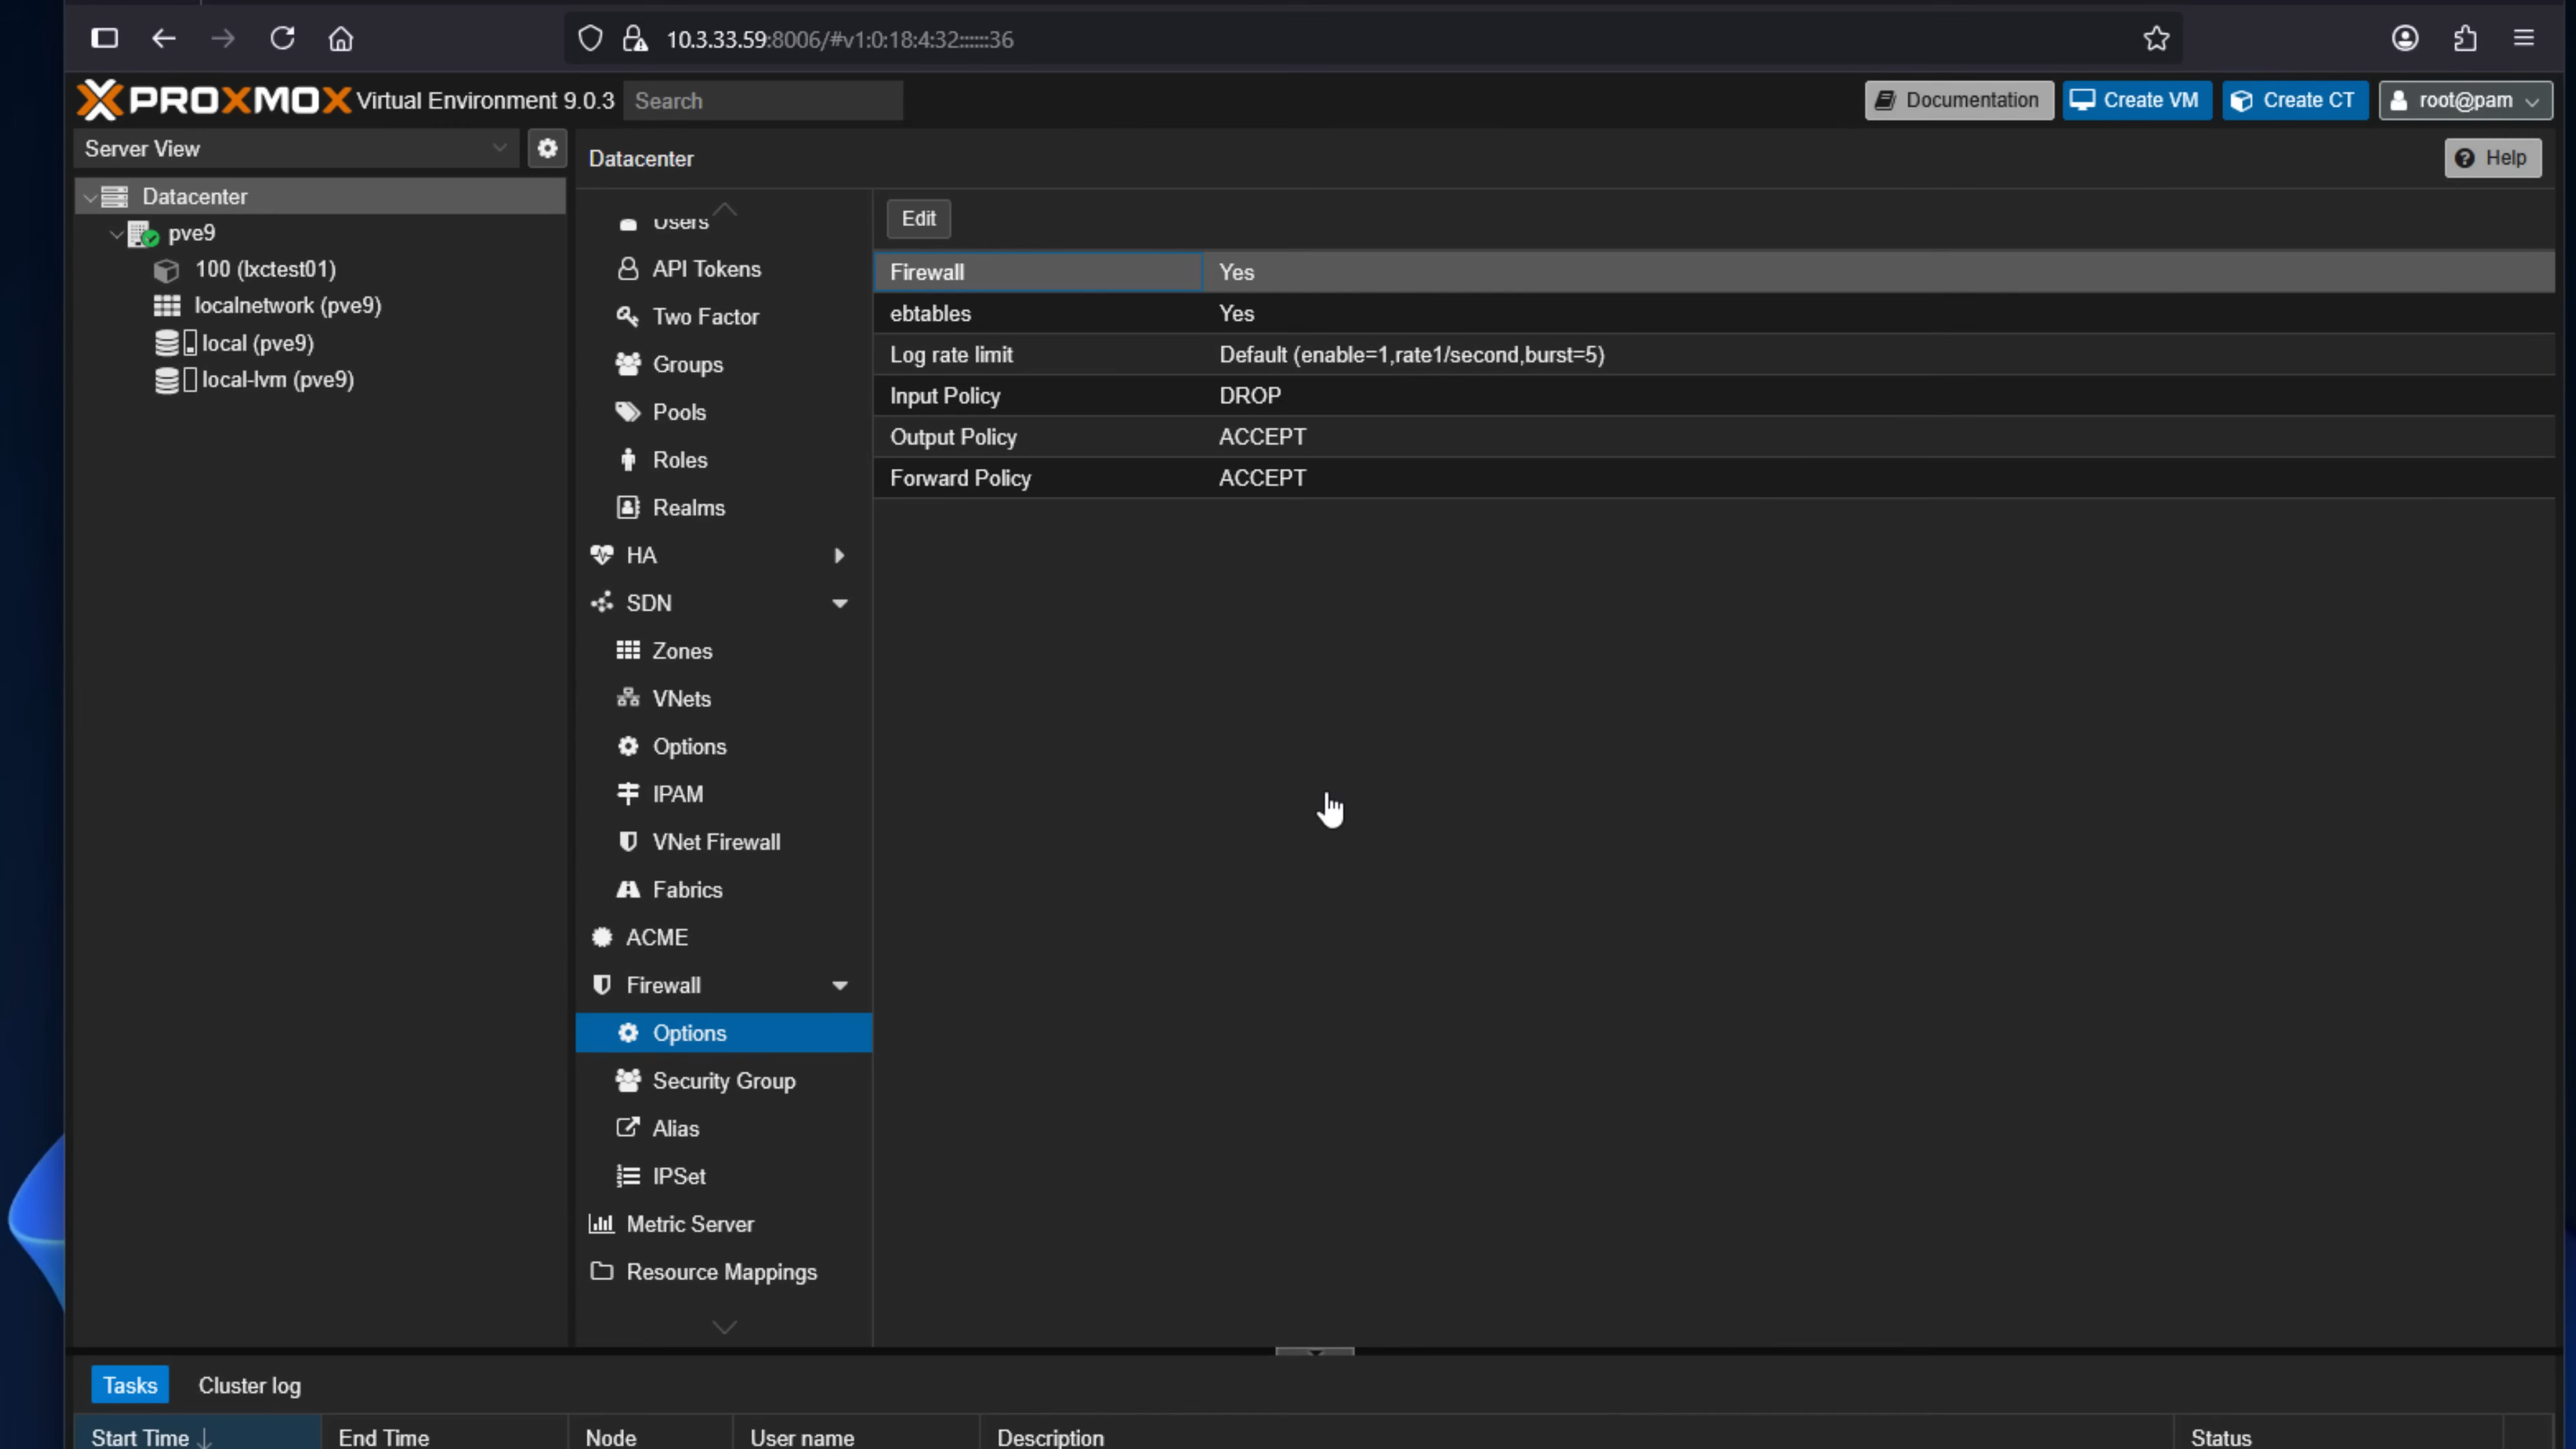 10.3.33.59:8006/#v1:0:18:4:32::::::36
PROXMOX Virtual Environment 9.0.3
Search
Documentation
Create VM
Create CT
root@pam
Server View
Datacenter
Help
Datacenter
pve9
100 (lxctest01)
localnetwork (pve9)
local (pve9)
local-lvm (pve9)
Users
API Tokens
Two Factor
Groups
Pools
Roles
Realms
HA
SDN
Zones
VNets
Options
IPAM
VNet Firewall
Fabrics
ACME
Firewall
Options
Security Group
Alias
IPSet
Metric Server
Resource Mappings
Edit
Firewall Yes
ebtables Yes
Log rate limit Default (enable=1,rate1/second,burst=5)
Input Policy DROP
Output Policy ACCEPT
Forward Policy ACCEPT
Tasks Cluster log
Start Time End Time Node User name Description Status